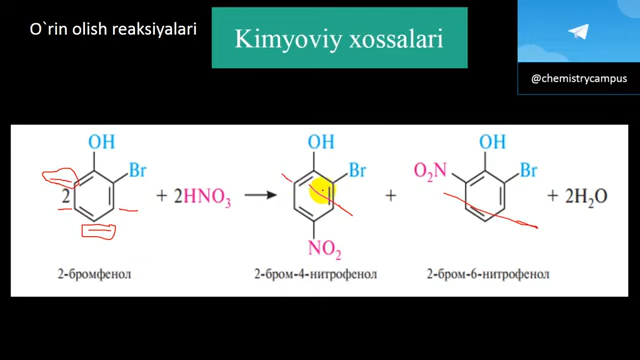 O`rin olish reaksiyalari
Kimyoviy xossalari
@chemistrycampus
OH OH OH
Br Br O₂N Br
2 + 2HNO₃ → + + 2H₂O
NO₂
2-бромфенол 2-бром-4-нитрофенол 2-бром-6-нитрофенол